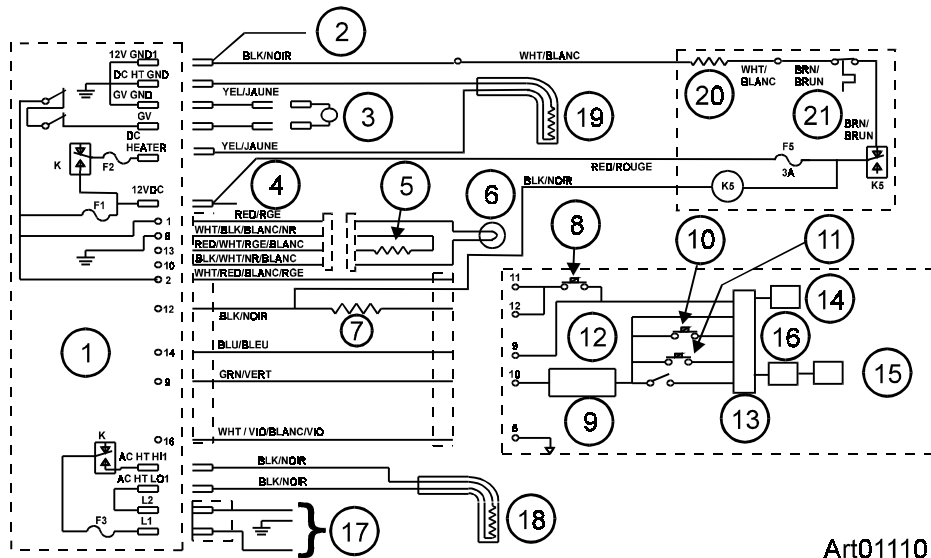 2
12V GND1
BLK/NOIR
WHT/BLANC
DC HT GND
GV GND
YEL/JAUNE
3
GV
DC
HEATER
YEL/JAUNE
K
F2
19
20
WHT/
BLANC
BRN/
BRUN
21
BRN/
BRUN
F5
3A
RED/ROUGE
K5
K5
12VDC
F1
4
5
6
BLK/NOIR
1
RED/RGE
8
WHT/BLK/BLANC/NR
13
RED/WHT/RGE/BLANC
10
BLK/WHT/NR/BLANC
2
WHT/RED/BLANC/RGE
12
BLK/NOIR
7
14
BLU/BLEU
9
GRN/VERT
16
WHT / VIO/BLANC/VIO
1
8
10
11
11
12
9
10
6
12
14
16
15
9
13
K
AC HT HI1
BLK/NOIR
AC HT LO1
BLK/NOIR
L2
L1
F3
17
18
Art01110